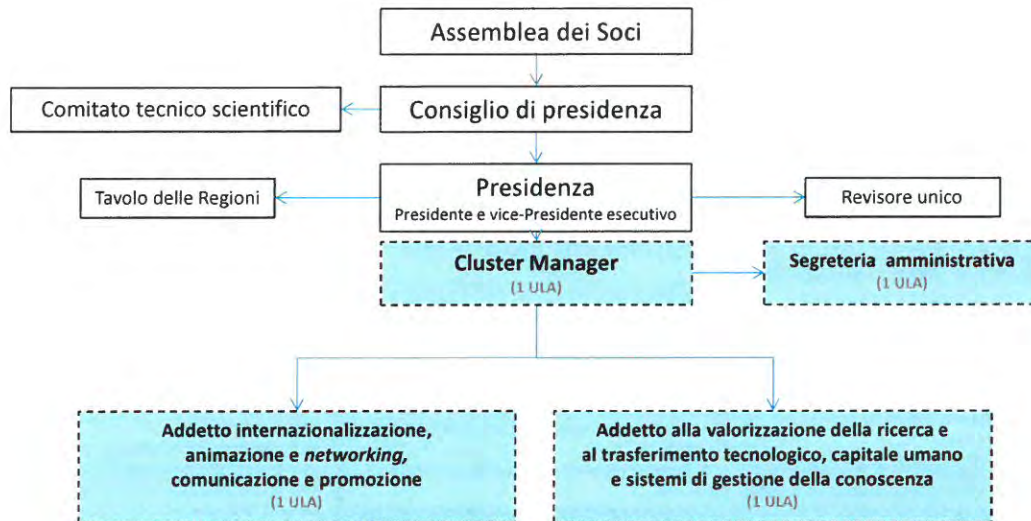 Assemblea dei Soci
Comitato tecnico scientifico
Consiglio di presidenza
Tavolo delle Regioni
Presidenza
Presidente e vice-Presidente esecutivo
Revisore unico
Cluster Manager
(1 ULA)
Segreteria amministrativa
(1 ULA)
Addetto internalizzazione,
animazione e networking,
comunicazione e promozione
(1 ULA)
Addetto alla valorizzazione della ricerca e
al trasferimento tecnologico, capitale umano
e sistemi di gestione della conoscenza
(1 ULA)